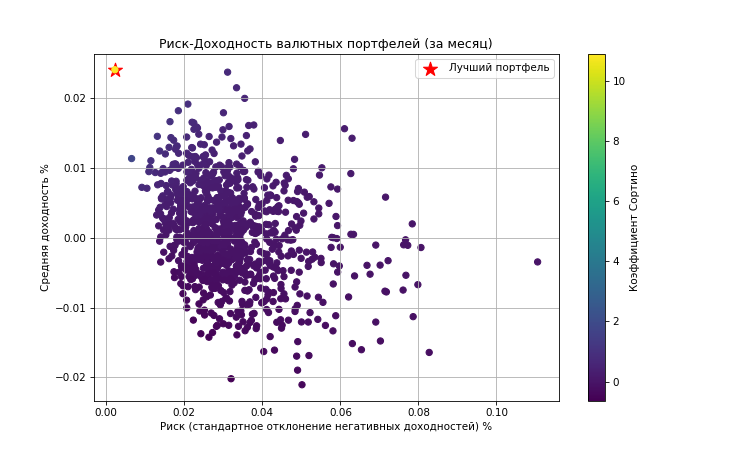 Риск-Доходность валютных портфелей (за месяц)
Лучший портфель
Средняя доходность %
0.02
0.01
0.00
−0.01
−0.02
0.00 0.02 0.04 0.06 0.08 0.10
Риск (стандартное отклонение негативных доходностей) %
10
8
6
4
2
0
Коэффициент Сортино